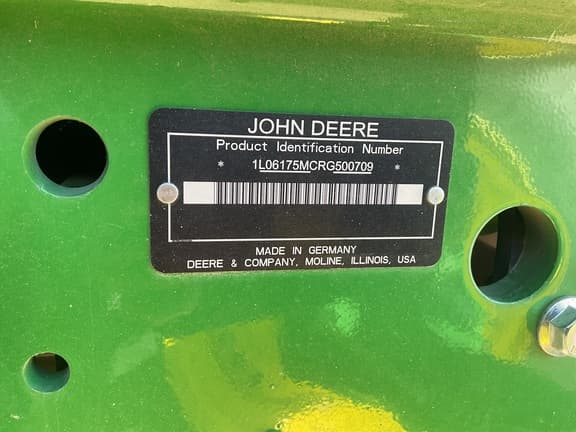 JOHN DEERE
Product Identification Number
* 1L06175MCRG500709 *
MADE IN GERMANY
DEERE & COMPANY, MOLINE, ILLINOIS, USA